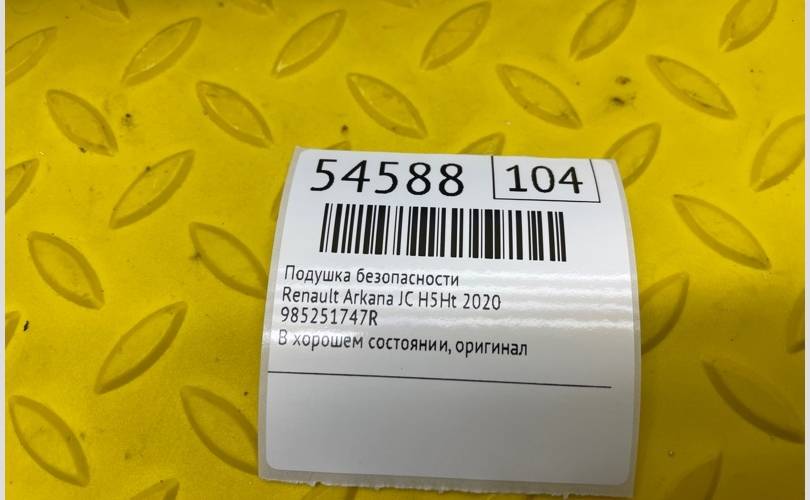 54588 104
Подушка безопасности
Renault Arkana JC H5Ht 2020
985251747R
В хорошем состоянии, оригинал